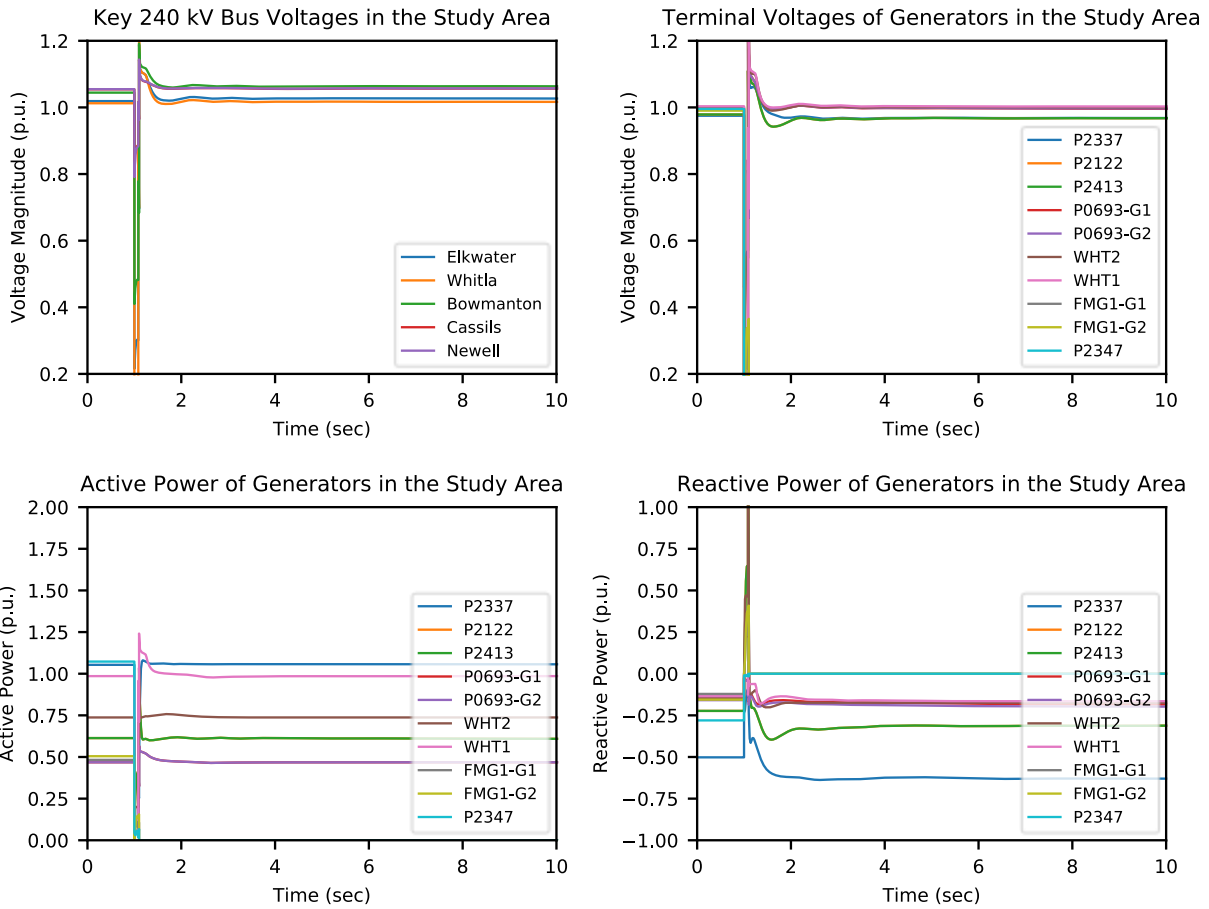 Key 240 kV Bus Voltages in the Study Area
Voltage Magnitude (p.u.)
1.2
1.0
0.8
0.6
0.4
0.2
0
2
4
6
8
10
Time (sec)
Elkwater
Whitla
Bowmanton
Cassils
Newell
Terminal Voltages of Generators in the Study Area
Voltage Magnitude (p.u.)
1.2
1.0
0.8
0.6
0.4
0.2
0
2
4
6
8
10
Time (sec)
P2337
P2122
P2413
P0693-G1
P0693-G2
WHT2
WHT1
FMG1-G1
FMG1-G2
P2347
Active Power of Generators in the Study Area
Active Power (p.u.)
2.00
1.75
1.50
1.25
1.00
0.75
0.50
0.25
0.00
0
2
4
6
8
10
Time (sec)
P2337
P2122
P2413
P0693-G1
P0693-G2
WHT2
WHT1
FMG1-G1
FMG1-G2
P2347
Reactive Power of Generators in the Study Area
Reactive Power (p.u.)
1.00
0.75
0.50
0.25
0.00
−0.25
−0.50
−0.75
−1.00
0
2
4
6
8
10
Time (sec)
P2337
P2122
P2413
P0693-G1
P0693-G2
WHT2
WHT1
FMG1-G1
FMG1-G2
P2347